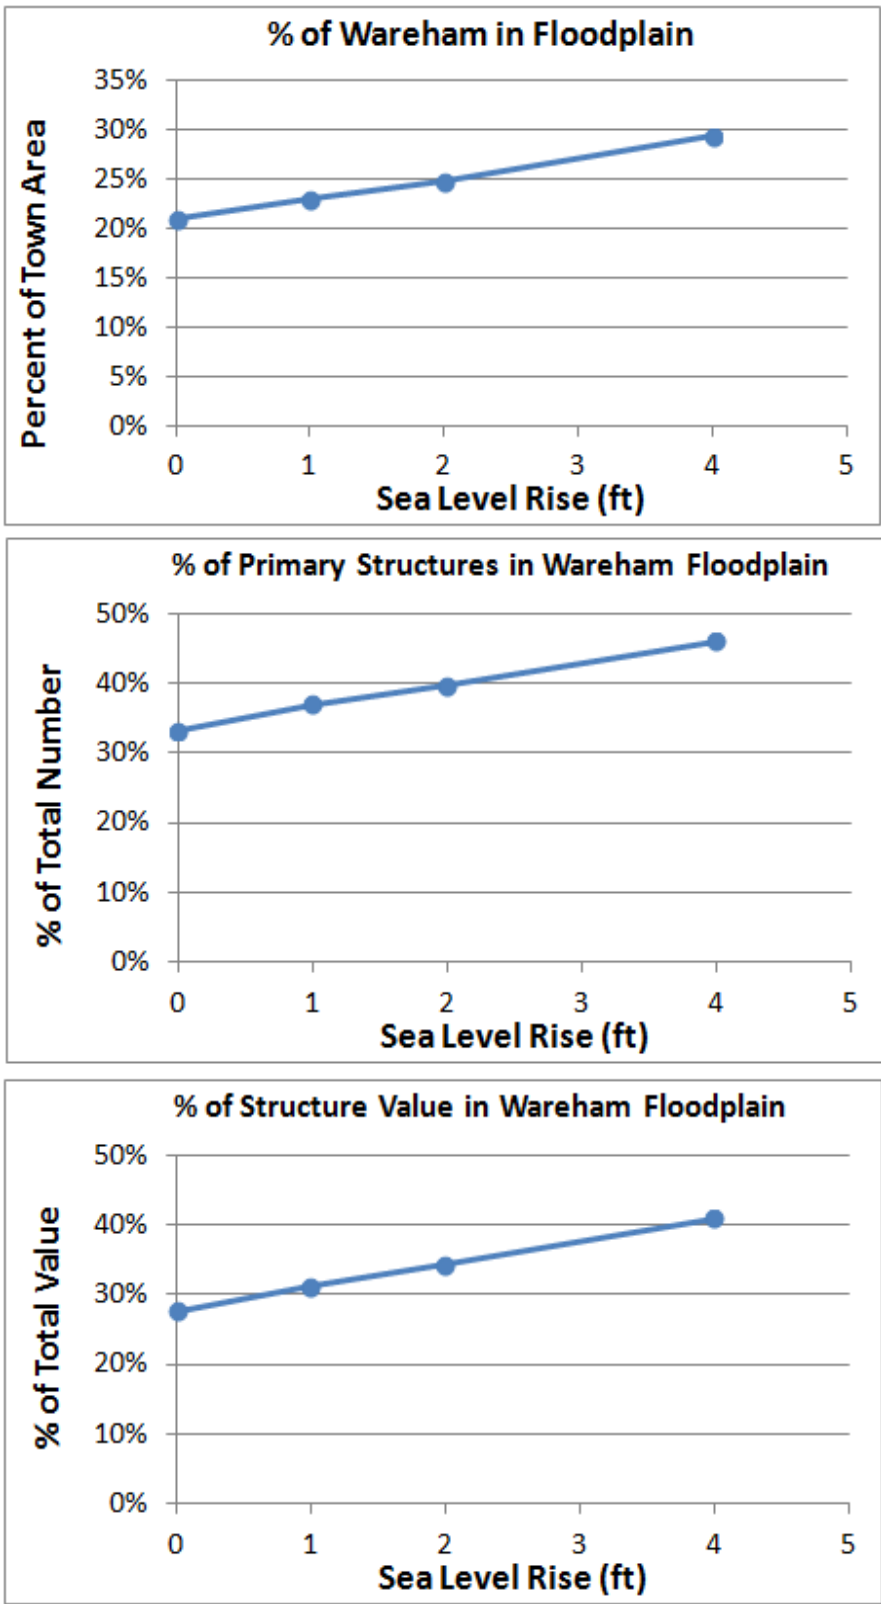 % of Wareham in Floodplain
Percent of Town Area
35%
30%
25%
20%
15%
10%
5%
0%
0 1 2 3 4 5
Sea Level Rise (ft)
% of Primary Structures in Wareham Floodplain
% of Total Number
50%
40%
30%
20%
10%
0%
0 1 2 3 4 5
Sea Level Rise (ft)
% of Structure Value in Wareham Floodplain
% of Total Value
50%
40%
30%
20%
10%
0%
0 1 2 3 4 5
Sea Level Rise (ft)